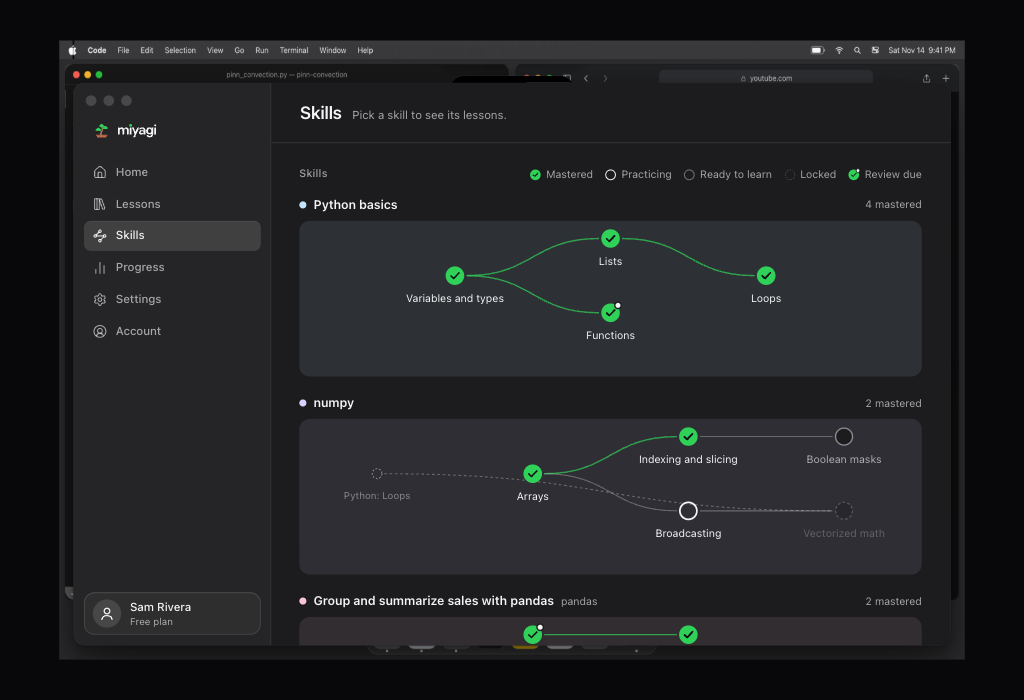 Code File Edit Selection View Go Run Terminal Window Help Sat Nov 14 9:41 PM
pinn_convection.py — pinn-convection
youtube.com
miyagi
Home
Lessons
Skills
Progress
Settings
Account
Sam Rivera
Free plan
Skills Pick a skill to see its lessons.
Skills Mastered Practicing Ready to learn Locked Review due
Python basics 4 mastered
Lists
Variables and types Loops
Functions
numpy 2 mastered
Indexing and slicing Boolean masks
Python: Loops Arrays
Broadcasting Vectorized math
Group and summarize sales with pandas pandas 2 mastered